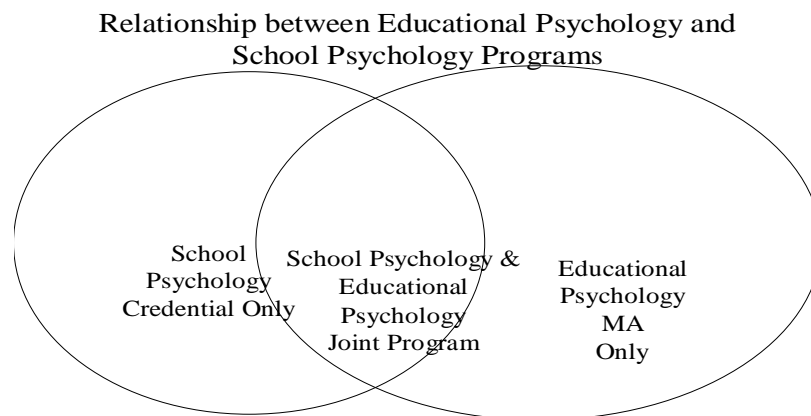 Relationship between Educational Psychology and
School Psychology Programs
School
Psychology
Credential Only
School Psychology &
Educational
Psychology
Joint Program
Educational
Psychology
MA
Only